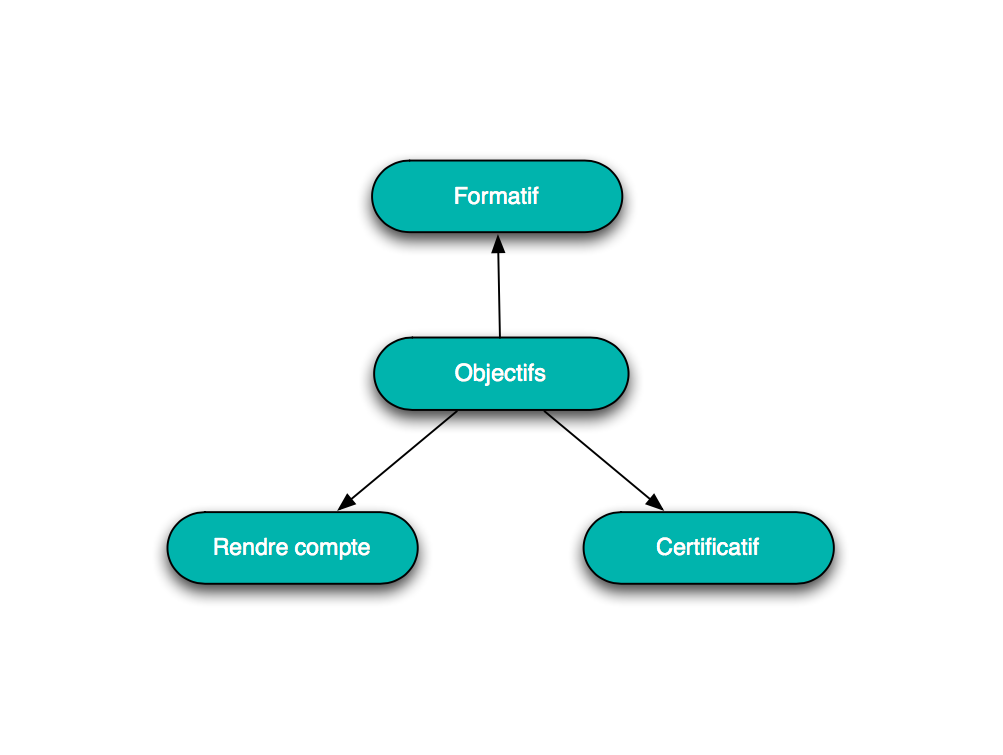 Formatif
Objectifs
Rendre compte
Certificatif